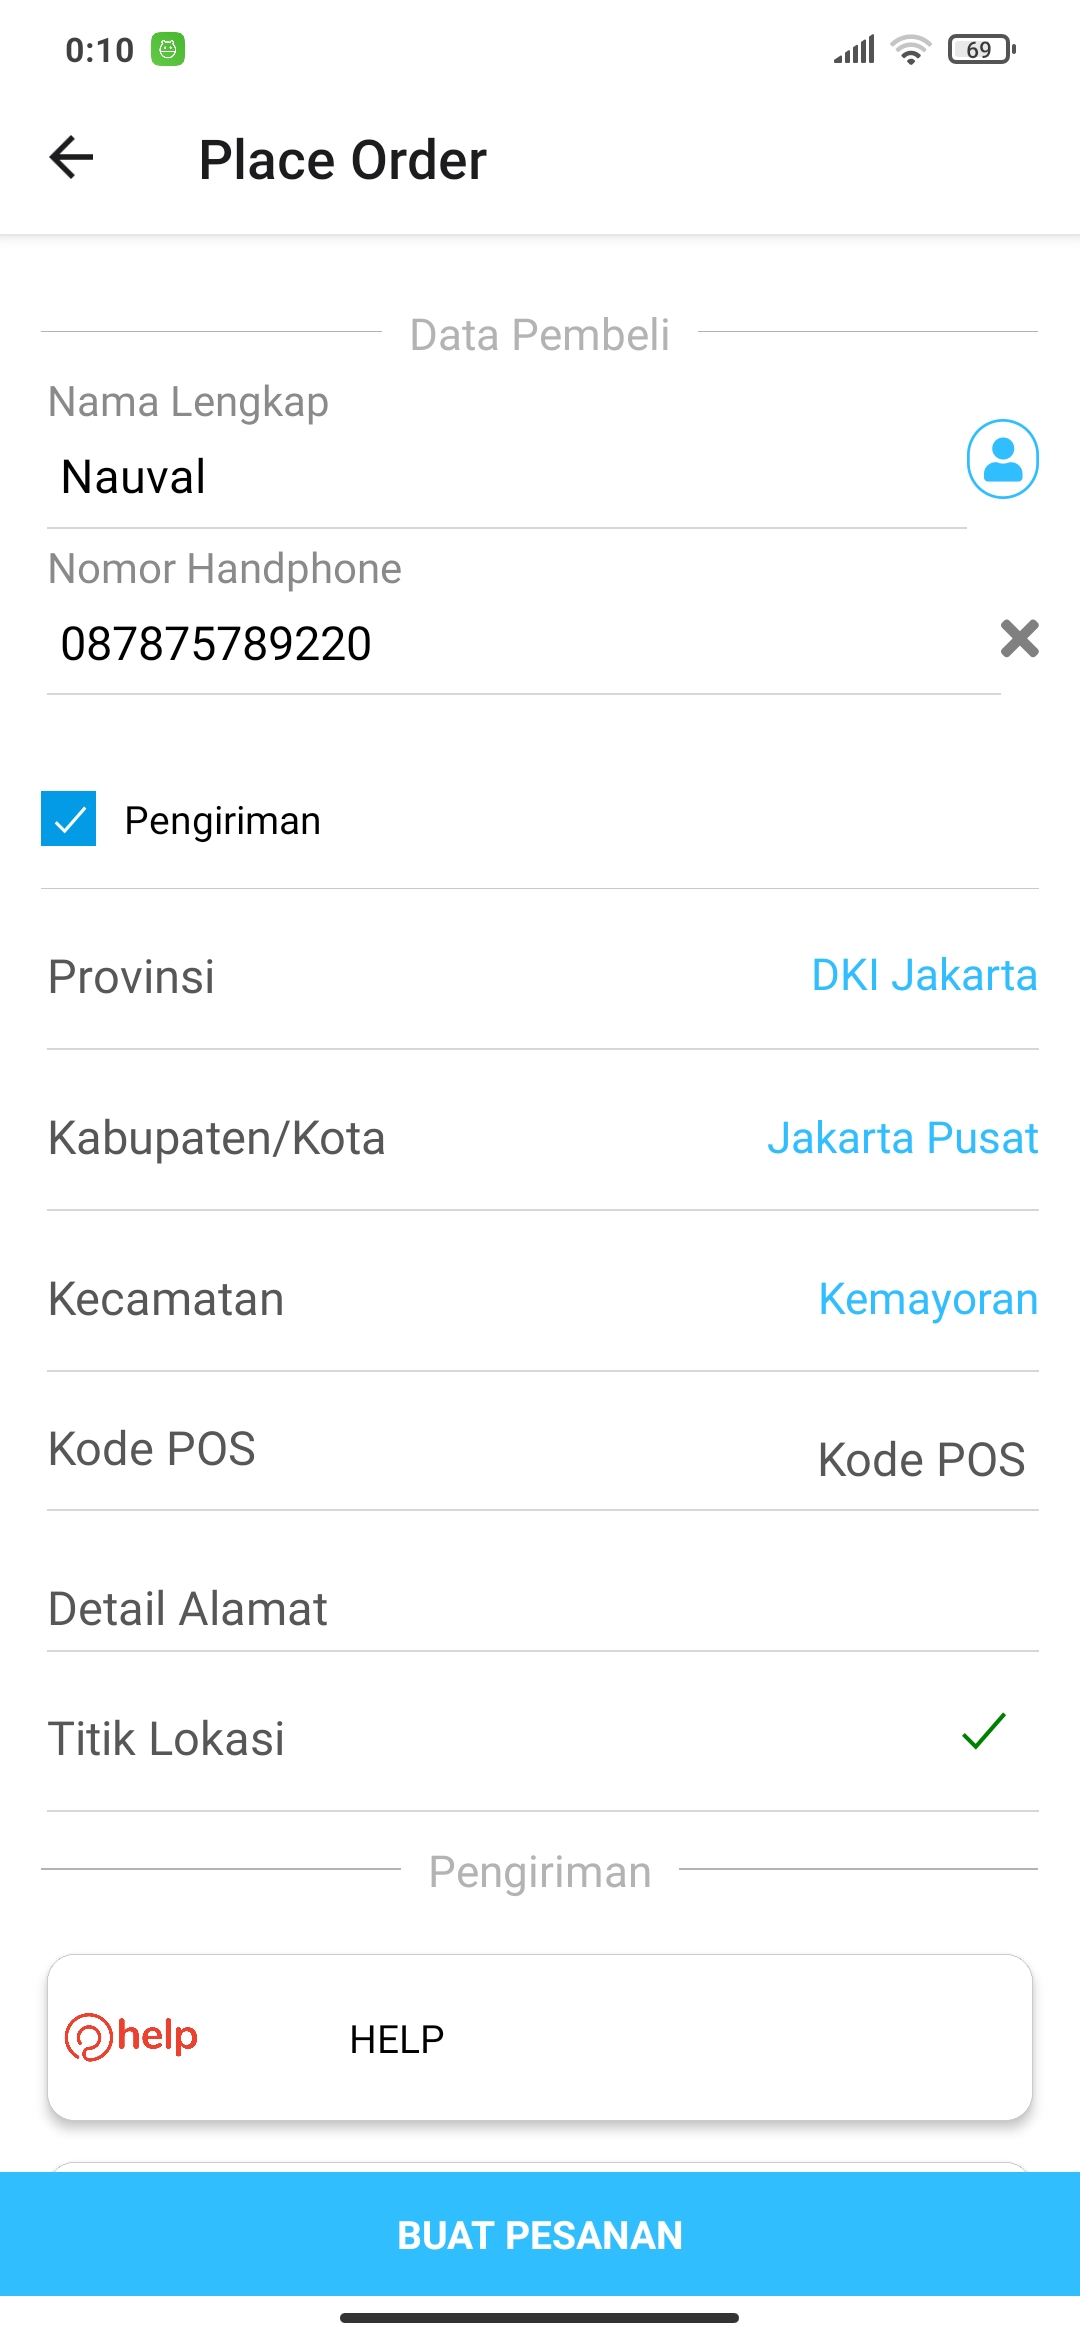 0:10
69
Place Order
Data Pembeli
Nama Lengkap
Nauval
Nomor Handphone
087875789220
Pengiriman
Provinsi DKI Jakarta
Kabupaten/Kota Jakarta Pusat
Kecamatan Kemayoran
Kode POS Kode POS
Detail Alamat
Titik Lokasi
Pengiriman
help HELP
BUAT PESANAN